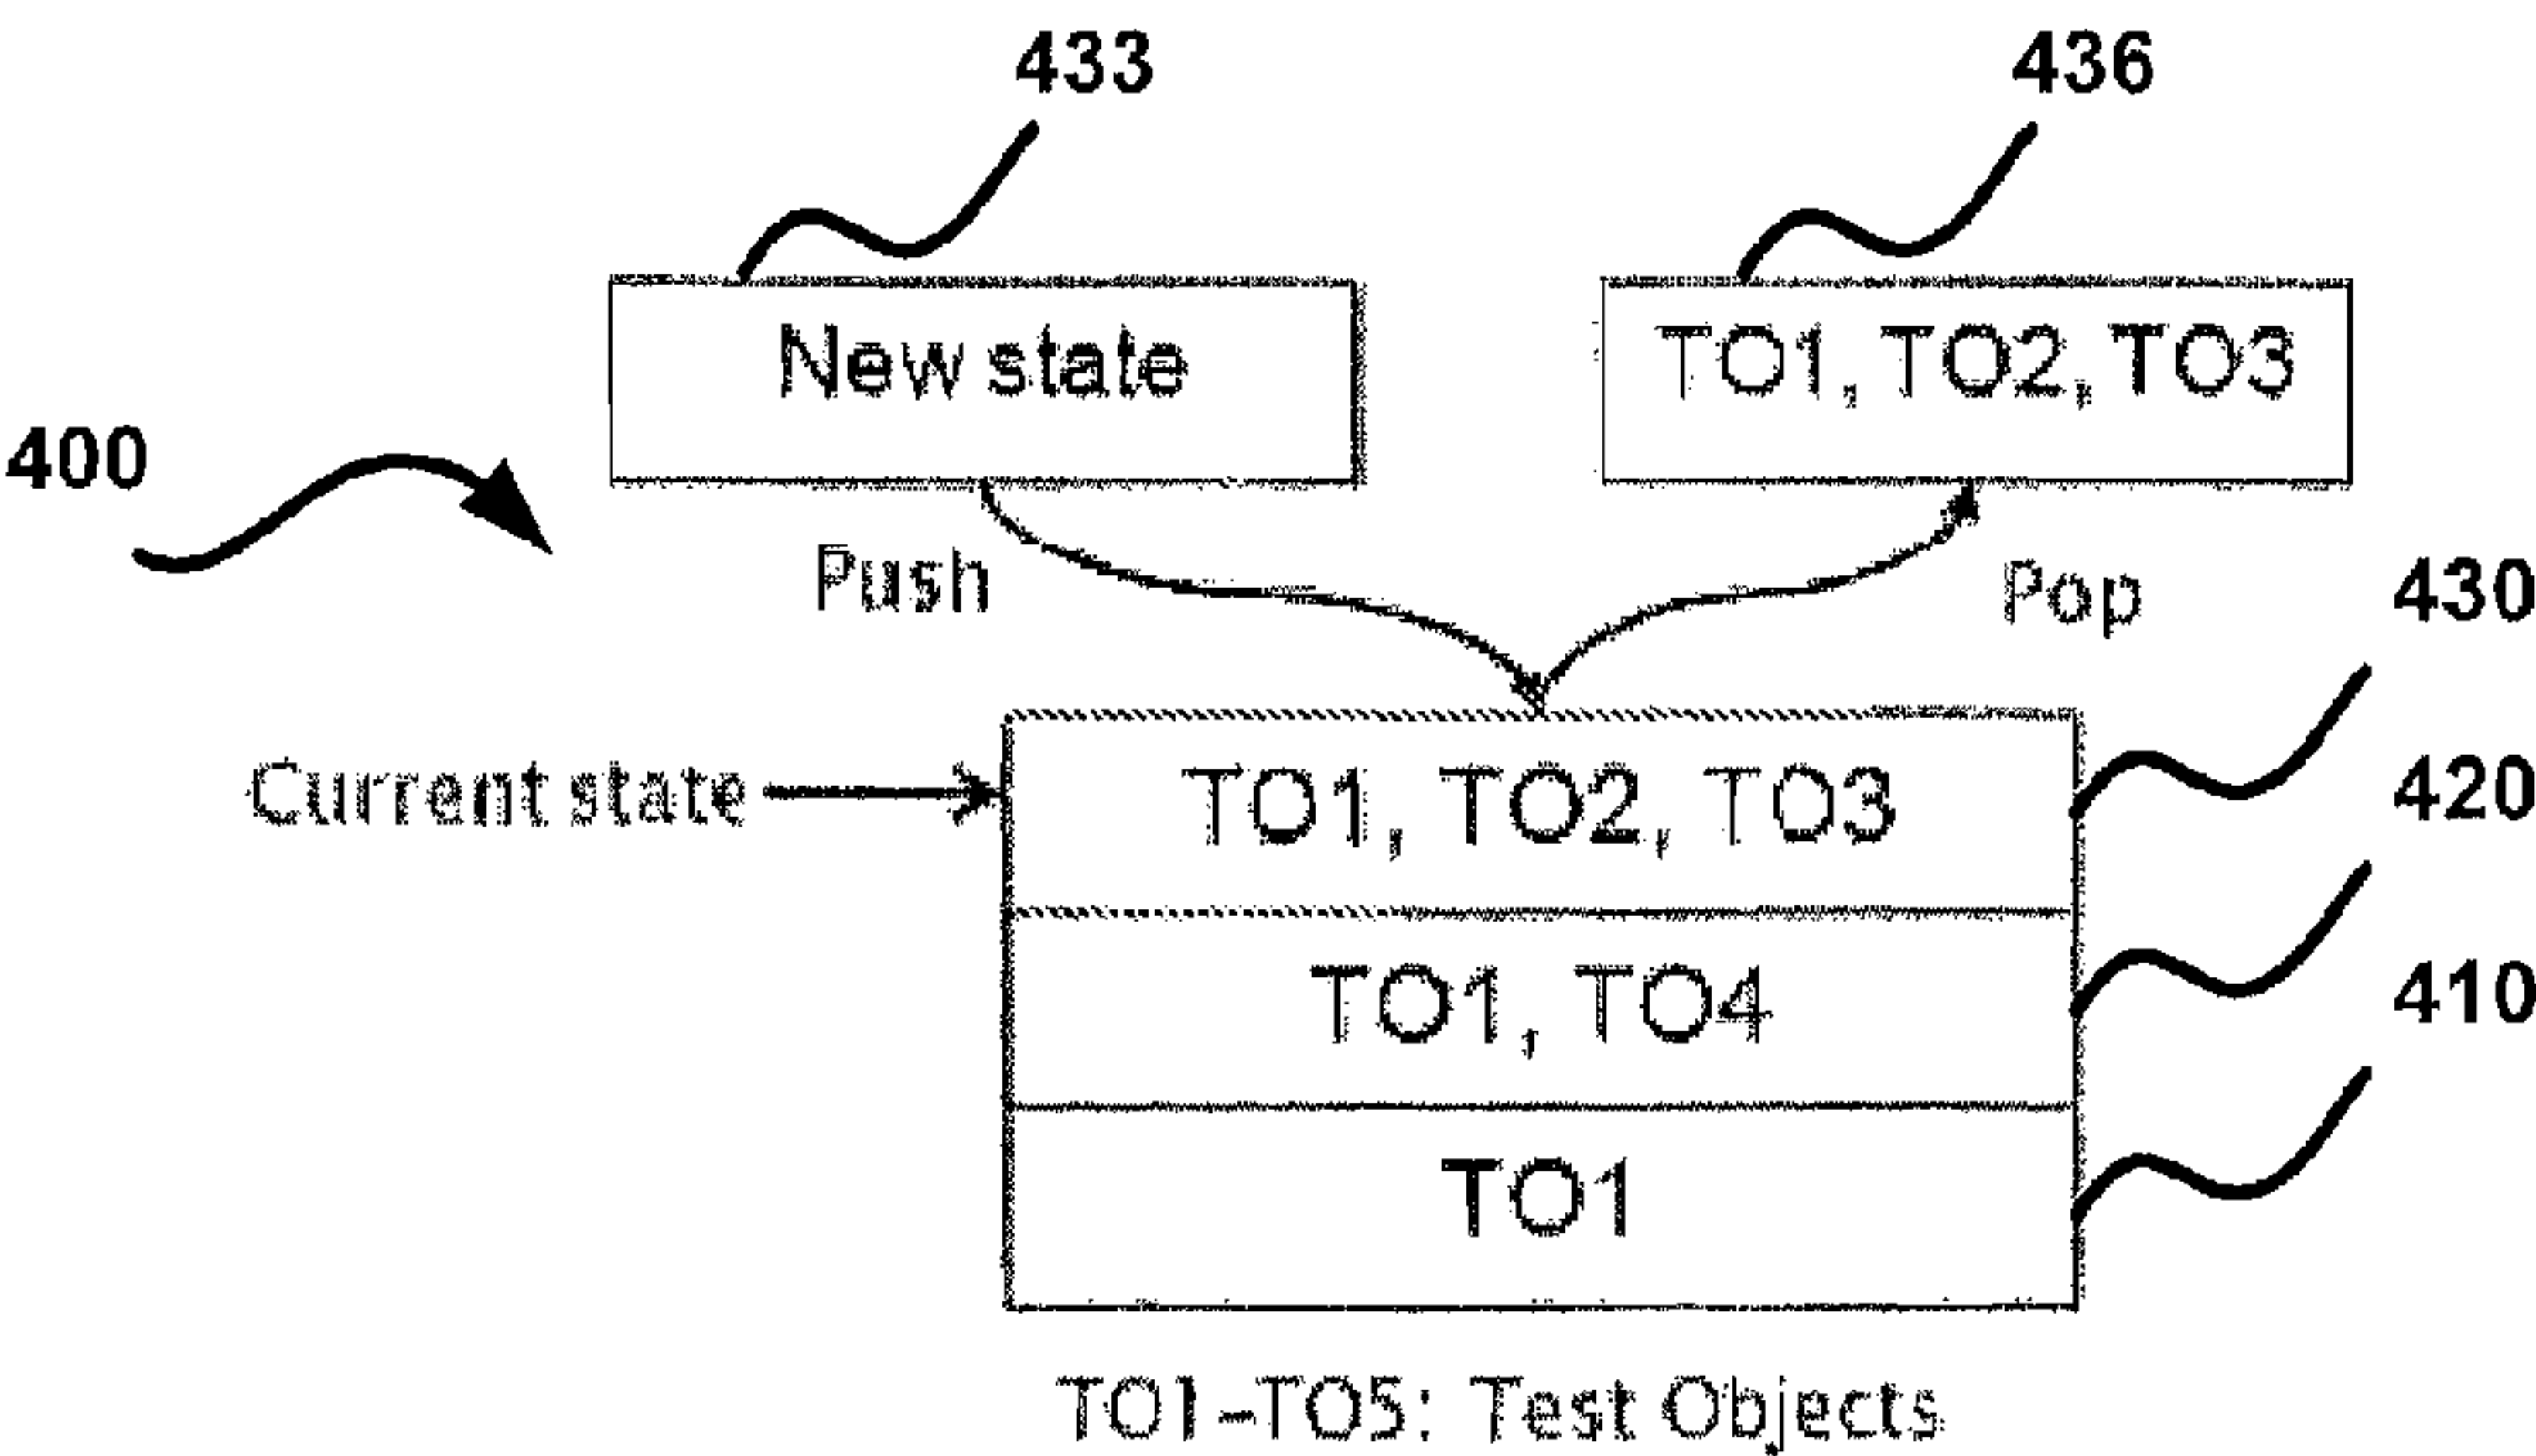 433
436
New state
TO1, TO2, TO3
400
Push
Pop
430
Current state
TO1, TO2, TO3
420
TO1, TO4
410
TO1
TO1-TO5: Test Objects